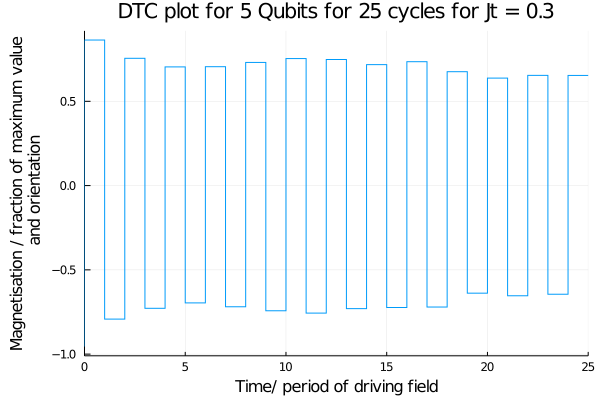 DTC plot for 5 Qubits for 25 cycles for Jt = 0.3
Magnetisation / fraction of maximum value
and orientation
0.5
0.0
−0.5
−1.0
0 5 10 15 20 25
Time/ period of driving field